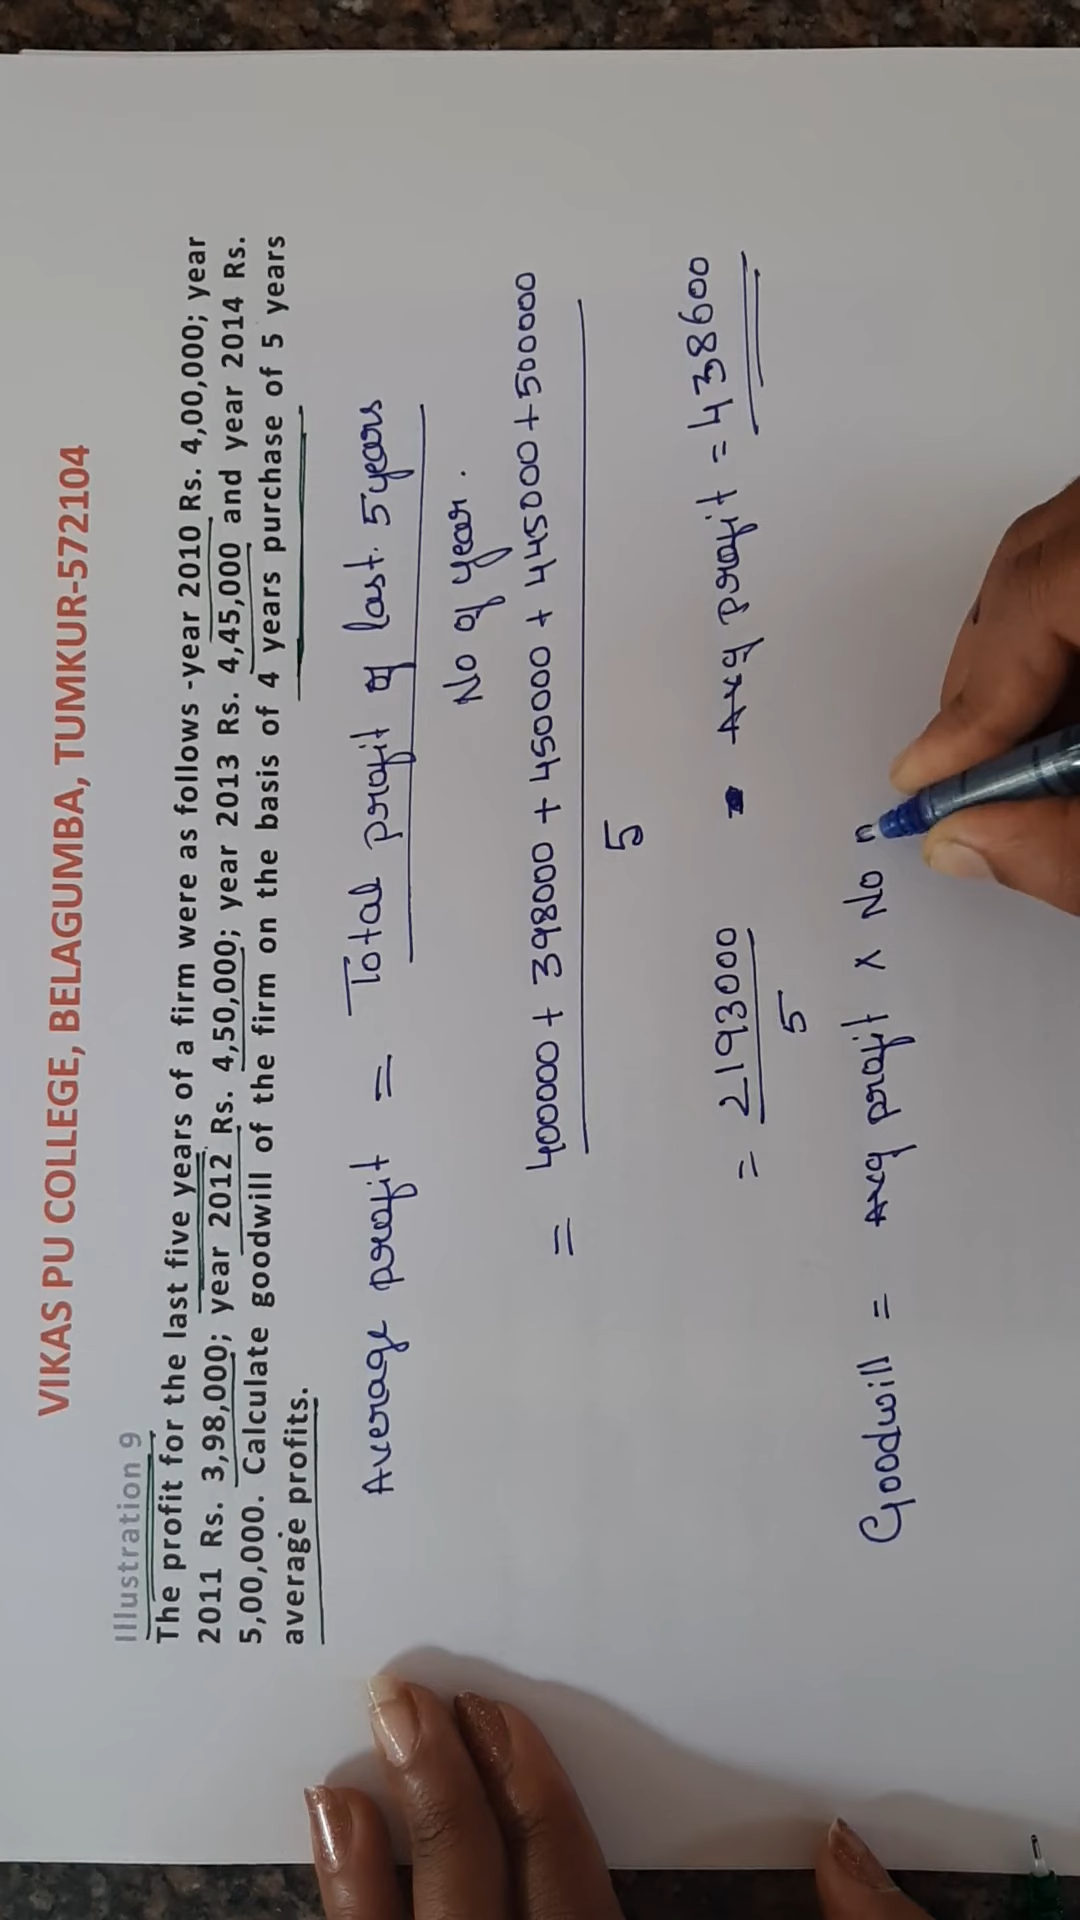 VIKAS PU COLLEGE, BELAGUMBA, TUMKUR-572104
Illustration 9
The profit for the last five years of a firm were as follows -year 2010 Rs. 4,00,000; year
2011 Rs. 3,98,000; year 2012 Rs. 4,50,000; year 2013 Rs. 4,45,000 and year 2014 Rs.
5,00,000. Calculate goodwill of the firm on the basis of 4 years purchase of 5 years
average profits.
Average profit = Total profit of last 5years
No of year.
= 400000 + 398000 + 450000 + 445000 + 500000
5
= 2193000 Avg profit = 438600
5
Goodwill = Avg profit x No